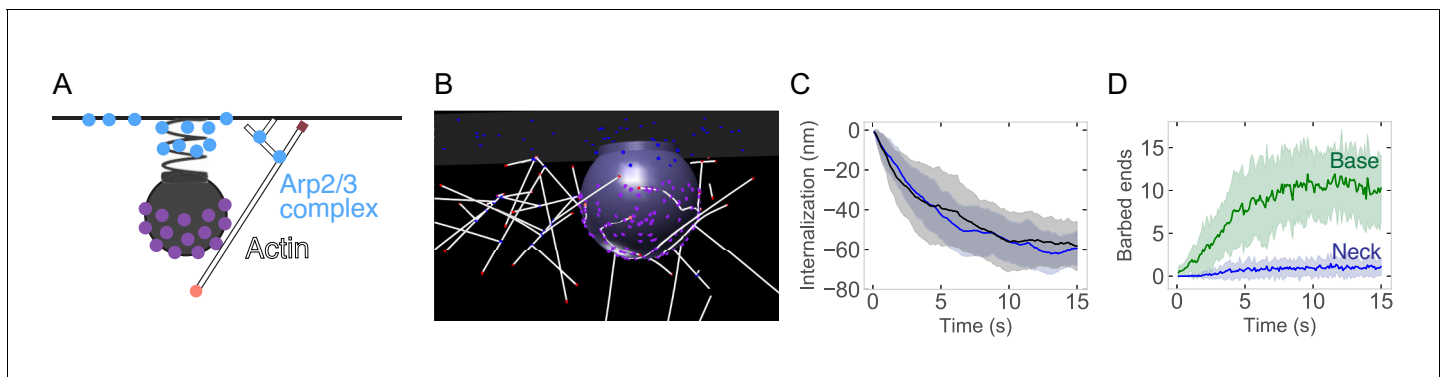 A
B
C
D
Arp2/3
complex
Actin
Internalization (nm)
0
−20
−40
−60
−80
0
5
10
15
Time (s)
Barbed ends
15
10
5
0
Base
Neck
0
5
10
15
Time (s)